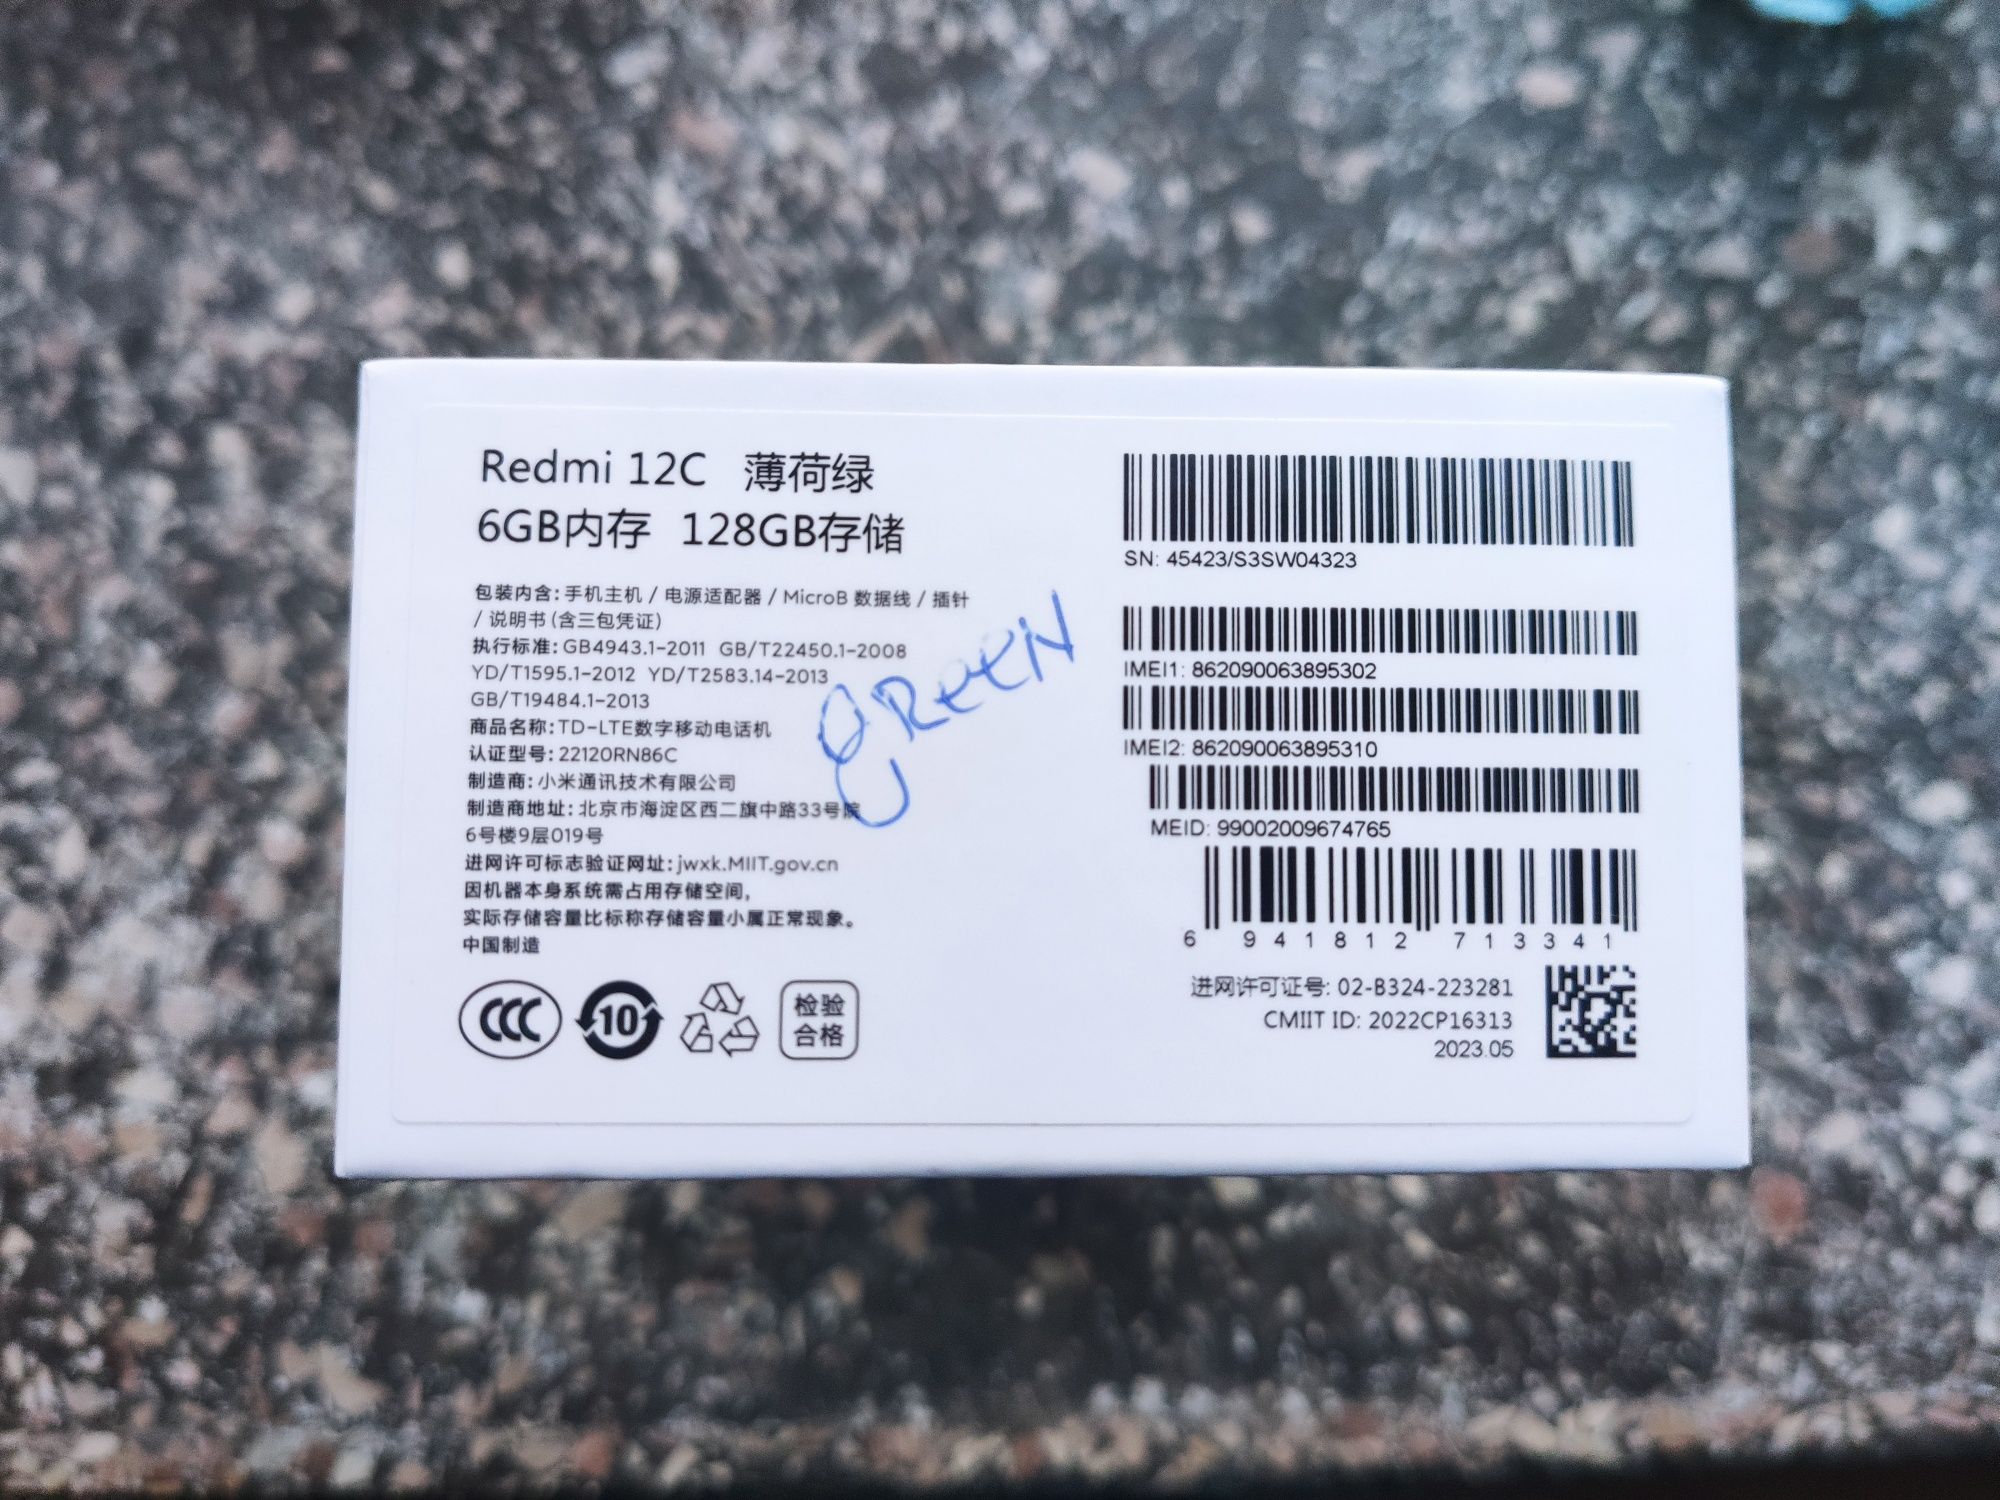 Redmi 12C 薄荷绿
6GB内存 128GB存储
包装内含:手机主机 / 电源适配器 / MicroB 数据线 / 插针
/ 说明书(含三包凭证)
执行标准:GB4943.1-2011 GB/T22450.1-2008
YD/T1595.1-2012 YD/T2583.14-2013
GB/T19484.1-2013
商品名称:TD-LTE数字移动电话机
认证型号:22120RN86C
制造商:小米通讯技术有限公司
制造商地址:北京市海淀区西二旗中路33号院
6号楼9层019号
进网许可标志验证网址:jwxk.MIIT.gov.cn
因机器本身系统需占用存储空间,
实际存储容量比标称存储容量小属正常现象。
中国制造
CCC
10
检验
合格
GREEN
SN: 45423/S3SW04323
IMEI1: 862090063895302
IMEI2: 862090063895310
MEID: 99002009674765
6 941812 713341
进网许可证号: 02-B324-223281
CMIIT ID: 2022CP16313
2023.05